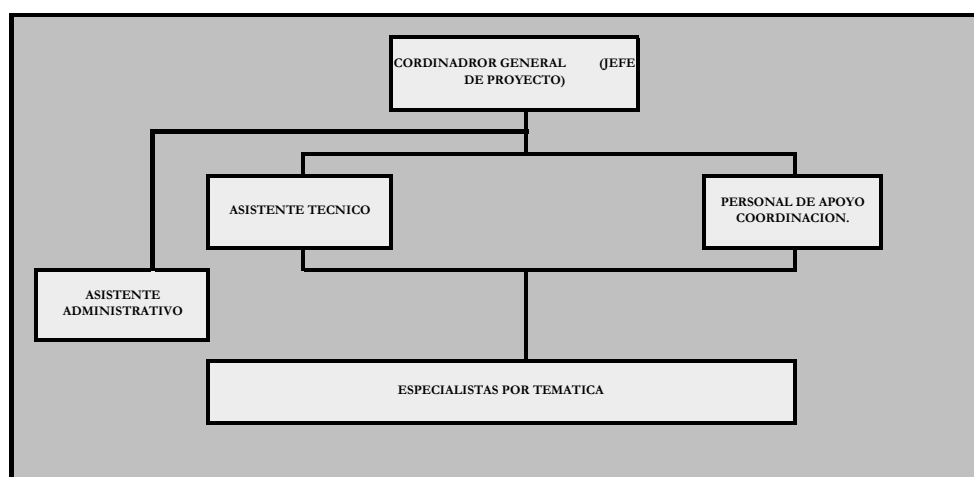 CORDINADROR GENERAL (JEFE
DE PROYECTO)
ASISTENTE TECNICO
PERSONAL DE APOYO
COORDINACION.
ASISTENTE
ADMINISTRATIVO
ESPECIALISTAS POR TEMATICA